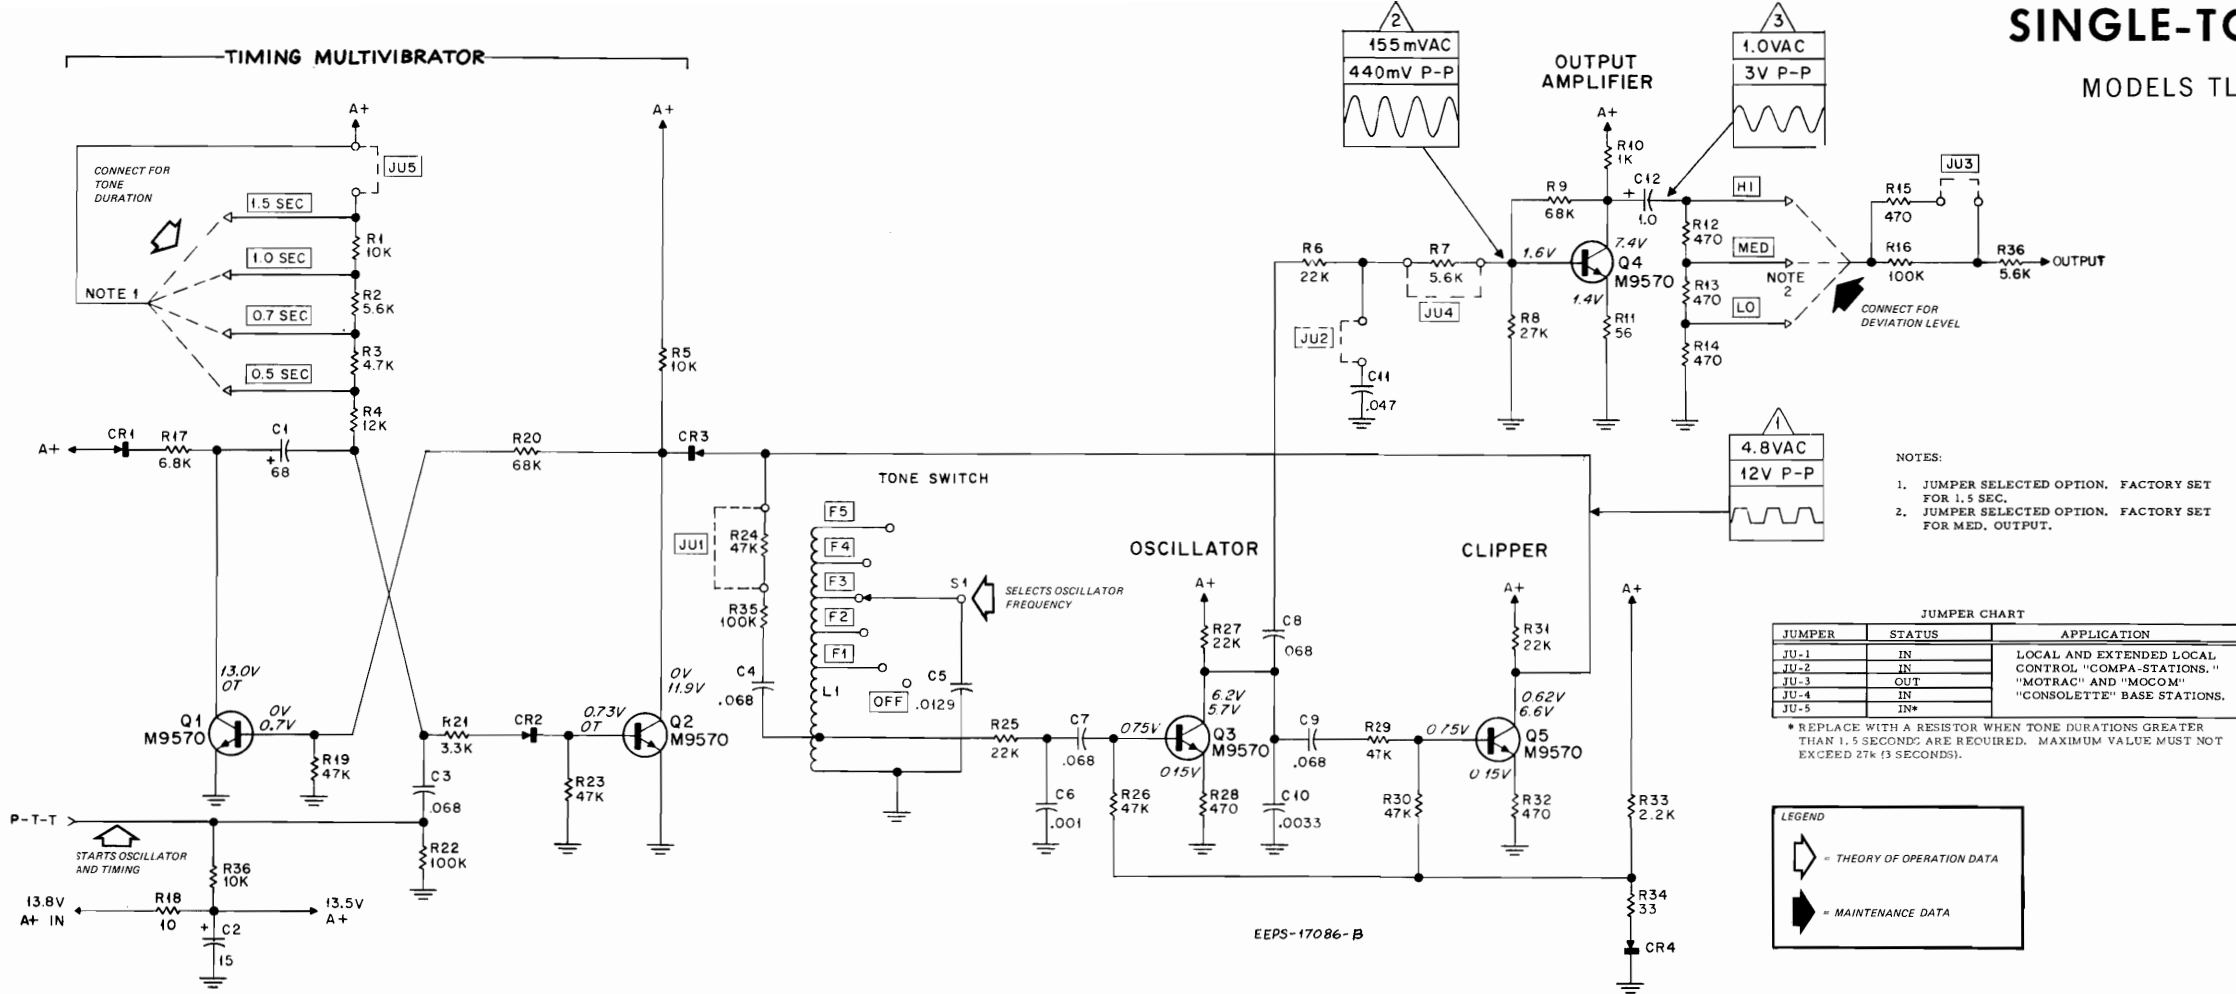 SINGLE-TO
MODELS TL
TIMING MULTIVIBRATOR
A+
JU5
CONNECT FOR
TONE
DURATION
1.5 SEC
R1
10K
1.0 SEC
NOTE 1
R2
5.6K
0.7 SEC
R3
4.7K
0.5 SEC
R4
12K
A+
R5
10K
A+
CR1
R17
6.8K
C1
+
68
R20
68K
CR3
13.0V
0T
Q1
M9570
0V
0.7V
R19
47K
R21
3.3K
CR2
C3
.068
0.73V
0T
R23
47K
0V
11.9V
Q2
M9570
P-T-T
STARTS OSCILLATOR
AND TIMING
R36
10K
R22
100K
13.8V
A+ IN
R18
10
13.5V
A+
+
C2
15
TONE SWITCH
JU1
R24
47K
R35
100K
C4
.068
F5
F4
F3
F2
F1
L1
OFF
S1
SELECTS OSCILLATOR
FREQUENCY
C5
.0129
R25
22K
C6
.001
C7
.068
OSCILLATOR
A+
R27
22K
075V
6.2V
5.7V
Q3
M9570
015V
R26
47K
R28
470
C8
068
C9
.068
C10
.0033
R29
47K
R30
47K
CLIPPER
A+
R31
22K
075V
0.62V
6.6V
Q5
M9570
0 15V
R32
470
A+
R33
2.2K
R34
33
CR4
EEPS-17086-B
2
155mVAC
440mV P-P
OUTPUT
AMPLIFIER
A+
R10
1K
3
1.0VAC
3V P-P
R6
22K
R7
5.6K
JU4
JU2
C11
.047
R9
68K
1.6V
R8
27K
7.4V
Q4
M9570
1.4V
R11
56
+
C12
1.0
R12
470
R13
470
R14
470
HI
MED
NOTE
2
LO
CONNECT FOR
DEVIATION LEVEL
R15
470
JU3
R16
100K
R36
5.6K
OUTPUT
1
4.8VAC
12V P-P
NOTES:
1. JUMPER SELECTED OPTION. FACTORY SET
FOR 1.5 SEC.
2. JUMPER SELECTED OPTION. FACTORY SET
FOR MED. OUTPUT.
JUMPER CHART
JUMPER STATUS APPLICATION
JU-1 IN LOCAL AND EXTENDED LOCAL
JU-2 IN CONTROL "COMPA-STATIONS,"
JU-3 OUT "MOTRAC" AND "MOCOM"
JU-4 IN "CONSOLETTE" BASE STATIONS.
JU-5 IN*
* REPLACE WITH A RESISTOR WHEN TONE DURATIONS GREATER
THAN 1.5 SECONDS ARE REQUIRED. MAXIMUM VALUE MUST NOT
EXCEED 27k (3 SECONDS).
LEGEND
= THEORY OF OPERATION DATA
= MAINTENANCE DATA